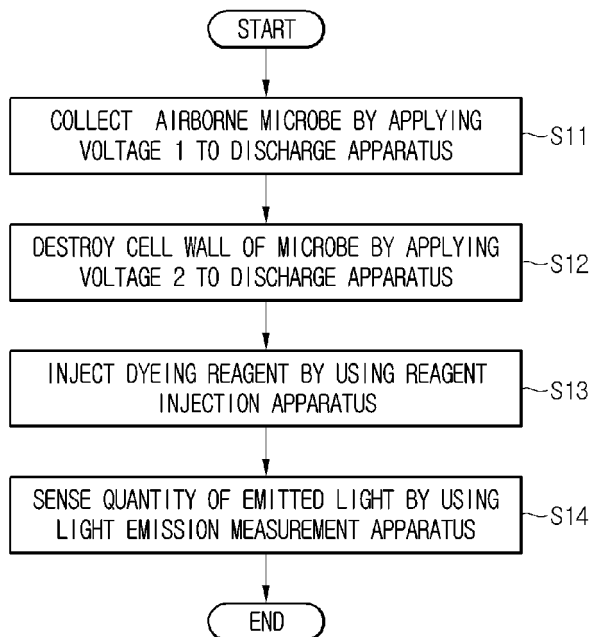 START
COLLECT AIRBORNE MICROBE BY APPLYING
VOLTAGE 1 TO DISCHARGE APPARATUS
S11
DESTROY CELL WALL OF MICROBE BY APPLYING
VOLTAGE 2 TO DISCHARGE APPARATUS
S12
INJECT DYEING REAGENT BY USING REAGENT
INJECTION APPARATUS
S13
SENSE QUANTITY OF EMITTED LIGHT BY USING
LIGHT EMISSION MEASUREMENT APPARATUS
S14
END